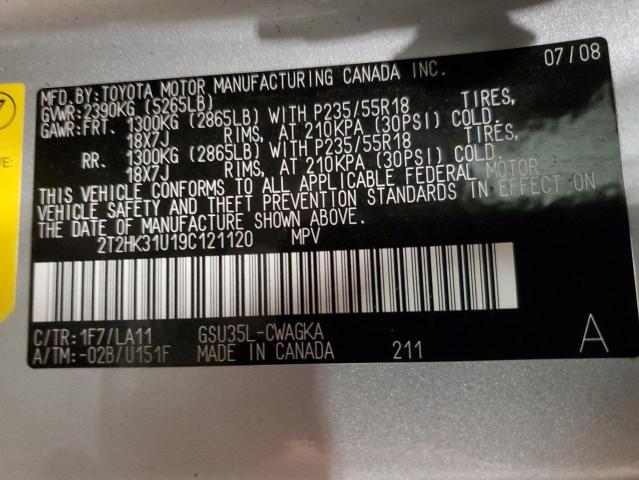 MFD.BY:TOYOTA MOTOR MANUFACTURING CANADA INC. 07/08
GVWR:2390KG (5265LB)
GAWR:FRT. 1300KG (2865LB) WITH P235/55R18 TIRES,
18X7J RIMS, AT 210KPA (30PSI) COLD.
RR. 1300KG (2865LB) WITH P235/55R18 TIRES,
18X7J RIMS, AT 210KPA (30PSI) COLD.
THIS VEHICLE CONFORMS TO ALL APPLICABLE FEDERAL MOTOR
VEHICLE SAFETY AND THEFT PREVENTION STANDARDS IN EFFECT ON
THE DATE OF MANUFACTURE SHOWN ABOVE.
2T2HK31U19C121120 MPV
C/TR:1F7/LA11 GSU35L-CWAGKA
A/TM:-02B/U151F MADE IN CANADA 211 A